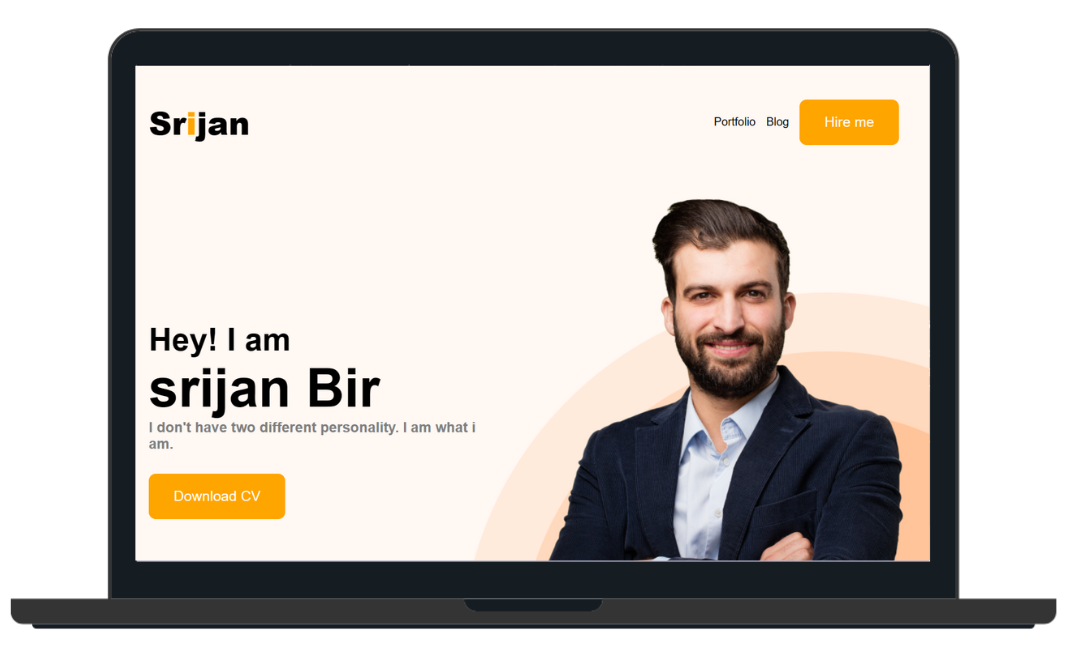 Srijan
Portfolio Blog Hire me
Hey! I am
srijan Bir
I don't have two different personality. I am what i
am.
Download CV